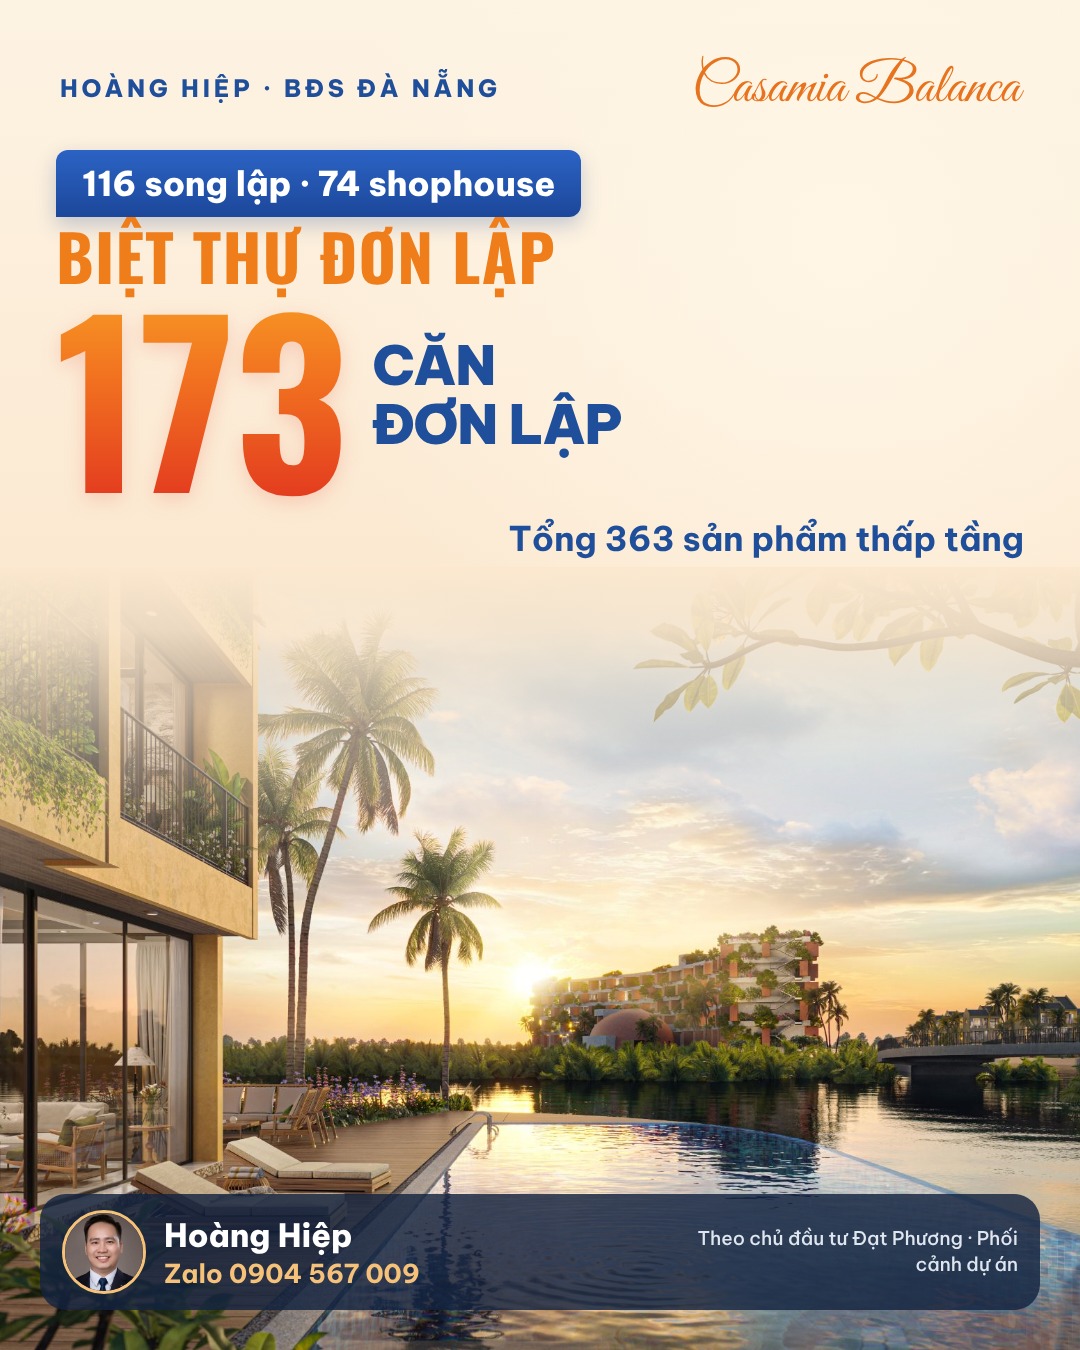 HOÀNG HIỆP · BĐS ĐÀ NẴNG
Casamia Balanca
116 song lập · 74 shophouse
BIỆT THỰ ĐƠN LẬP
173
CĂN
ĐƠN LẬP
Tổng 363 sản phẩm thấp tầng
Hoàng Hiệp
Zalo 0904 567 009
Theo chủ đầu tư Đạt Phương · Phối
cảnh dự án